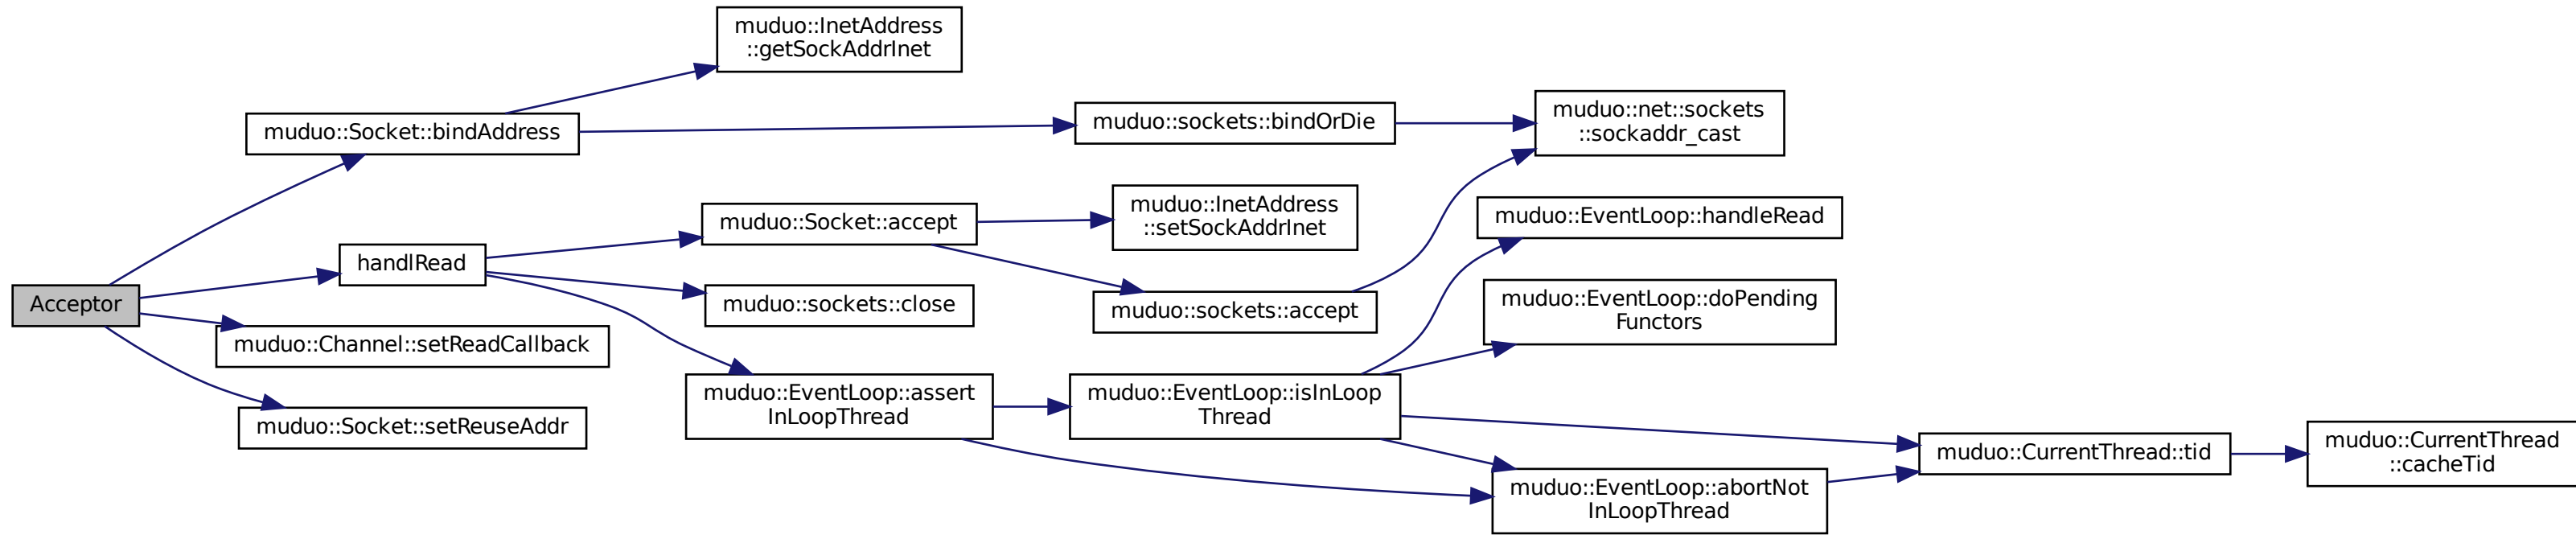 Acceptor
muduo::Socket::bindAddress
muduo::InetAddress
::getSockAddrInet
muduo::sockets::bindOrDie
muduo::net::sockets
::sockaddr_cast
handlRead
muduo::Socket::accept
muduo::InetAddress
::setSockAddrInet
muduo::sockets::accept
muduo::sockets::close
muduo::EventLoop::assert
InLoopThread
muduo::EventLoop::isInLoop
Thread
muduo::EventLoop::handleRead
muduo::EventLoop::doPending
Functors
muduo::EventLoop::abortNot
InLoopThread
muduo::CurrentThread::tid
muduo::CurrentThread
::cacheTid
muduo::Channel::setReadCallback
muduo::Socket::setReuseAddr